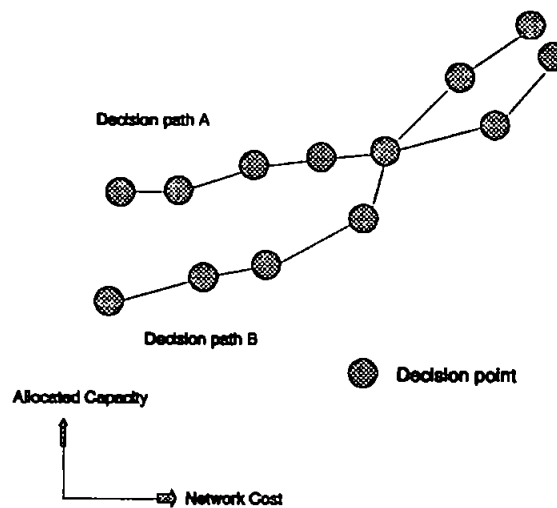 Decision path A
Decision path B
Decision point
Allocated Capacity
Network Cost